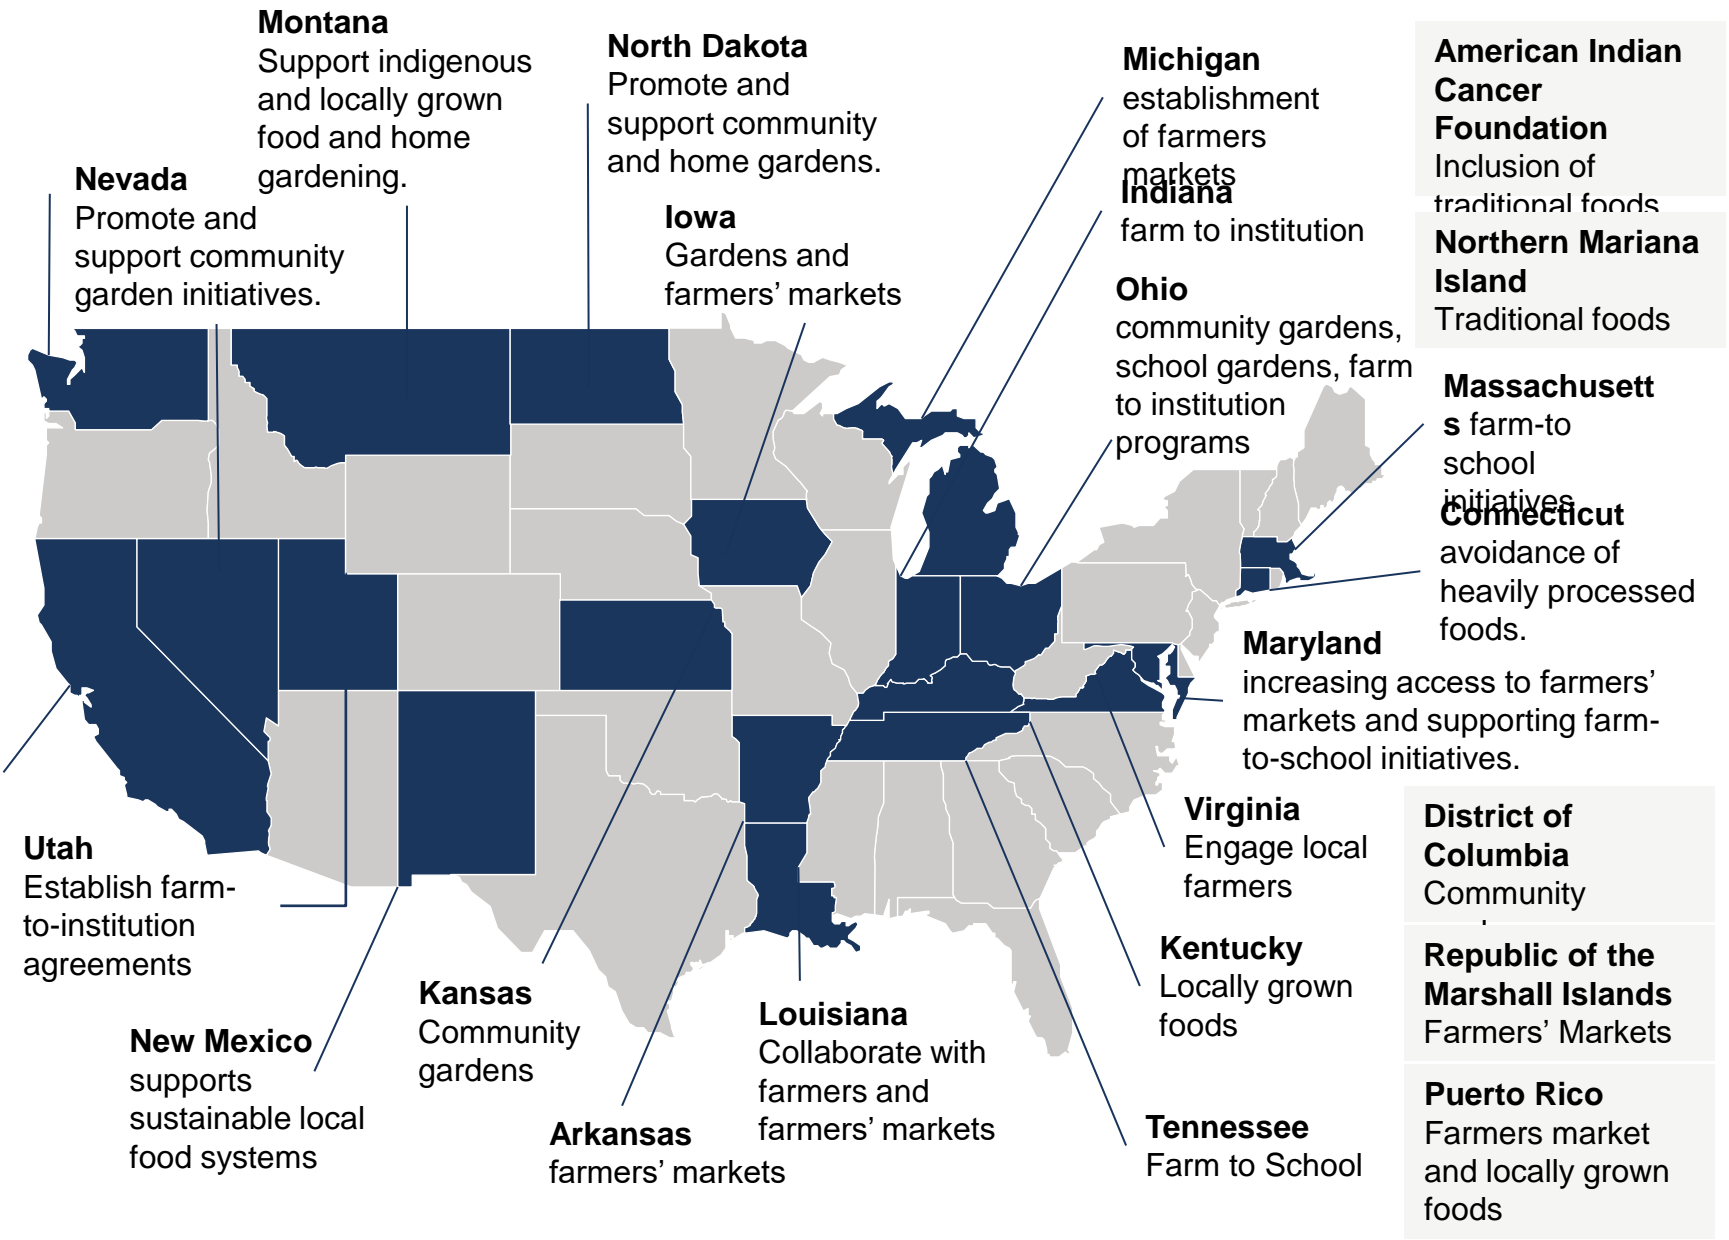 Montana
Support indigenous
and locally grown
food and home
gardening.
North Dakota
Promote and
support community
and home gardens.
Michigan
establishment
of farmers
markets
American Indian
Cancer
Foundation
Inclusion of
traditional foods
Nevada
Promote and
support community
garden initiatives.
Iowa
Gardens and
farmers’ markets
Indiana
farm to institution
Northern Mariana
Island
Traditional foods
Ohio
community gardens,
school gardens, farm
to institution
programs
Massachusett
s farm-to
school
initiatives
Connecticut
avoidance of
heavily processed
foods.
Maryland
increasing access to farmers’
markets and supporting farm-
to-school initiatives.
Virginia
Engage local
farmers
District of
Columbia
Community
Utah
Establish farm-
to-institution
agreements
Kentucky
Locally grown
foods
Republic of the
Marshall Islands
Farmers’ Markets
Kansas
Community
gardens
Louisiana
Collaborate with
farmers and
farmers’ markets
New Mexico
supports
sustainable local
food systems
Arkansas
farmers’ markets
Tennessee
Farm to School
Puerto Rico
Farmers market
and locally grown
foods